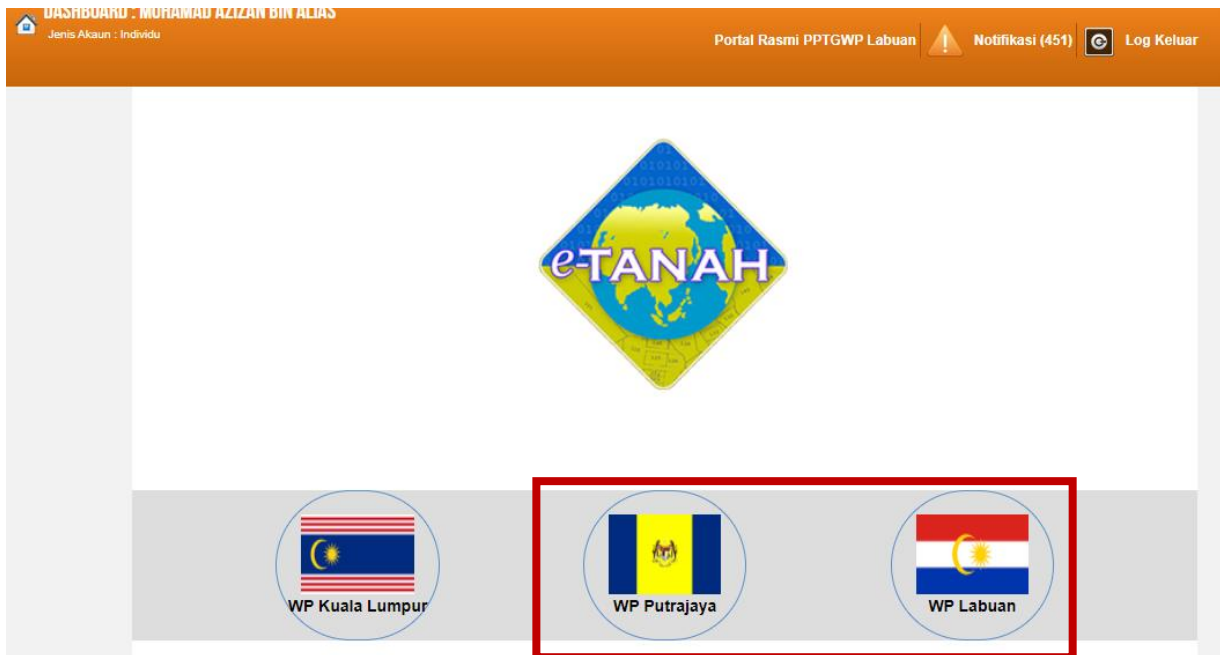 DASHBOARD : MOHAMAD AZIZAN BIN ALIAS
Jenis Akaun : Individu
Portal Rasmi PPTGWP Labuan
Notifikasi (451)
Log Keluar
e-TANAH
WP Kuala Lumpur
WP Putrajaya
WP Labuan